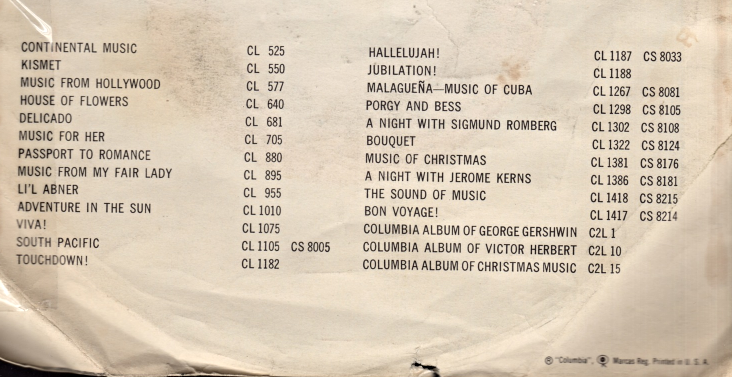 CONTINENTAL MUSIC CL 525
KISMET CL 550
MUSIC FROM HOLLYWOOD CL 577
HOUSE OF FLOWERS CL 640
DELICADO CL 681
MUSIC FOR HER CL 705
PASSPORT TO ROMANCE CL 880
MUSIC FROM MY FAIR LADY CL 895
LI'L ABNER CL 955
ADVENTURE IN THE SUN CL 1010
VIVA! CL 1075
SOUTH PACIFIC CL 1105 CS 8005
TOUCHDOWN! CL 1182
HALLELUJAH! CL 1187 CS 8033
JUBILATION! CL 1188
MALAGUEÑA—MUSIC OF CUBA CL 1267 CS 8081
PORGY AND BESS CL 1298 CS 8105
A NIGHT WITH SIGMUND ROMBERG CL 1302 CS 8108
BOUQUET CL 1322 CS 8124
MUSIC OF CHRISTMAS CL 1381 CS 8176
A NIGHT WITH JEROME KERNS CL 1386 CS 8181
THE SOUND OF MUSIC CL 1418 CS 8215
BON VOYAGE! CL 1417 CS 8214
COLUMBIA ALBUM OF GEORGE GERSHWIN C2L 1
COLUMBIA ALBUM OF VICTOR HERBERT C2L 10
COLUMBIA ALBUM OF CHRISTMAS MUSIC C2L 15
® "Columbia", Marcas Reg. Printed in U. S. A.